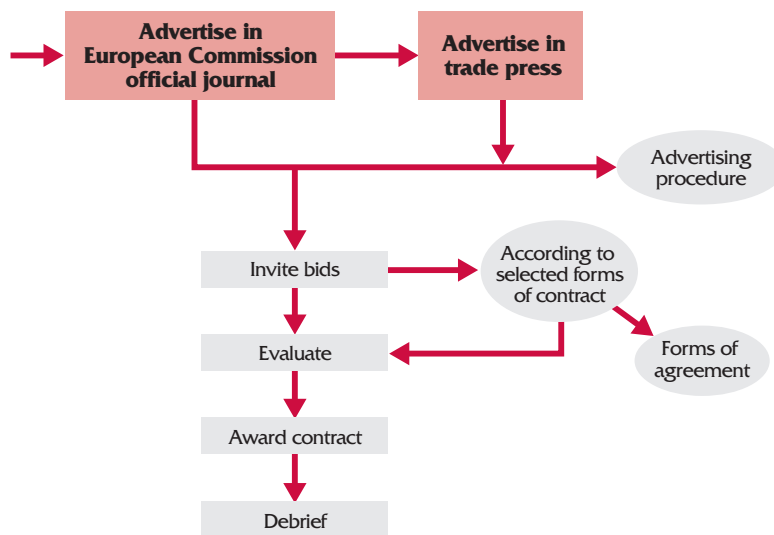 Advertise in
European Commission
official journal
Advertise in
trade press
Advertising
procedure
Invite bids
According to
selected forms
of contract
Evaluate
Forms of
agreement
Award contract
Debrief